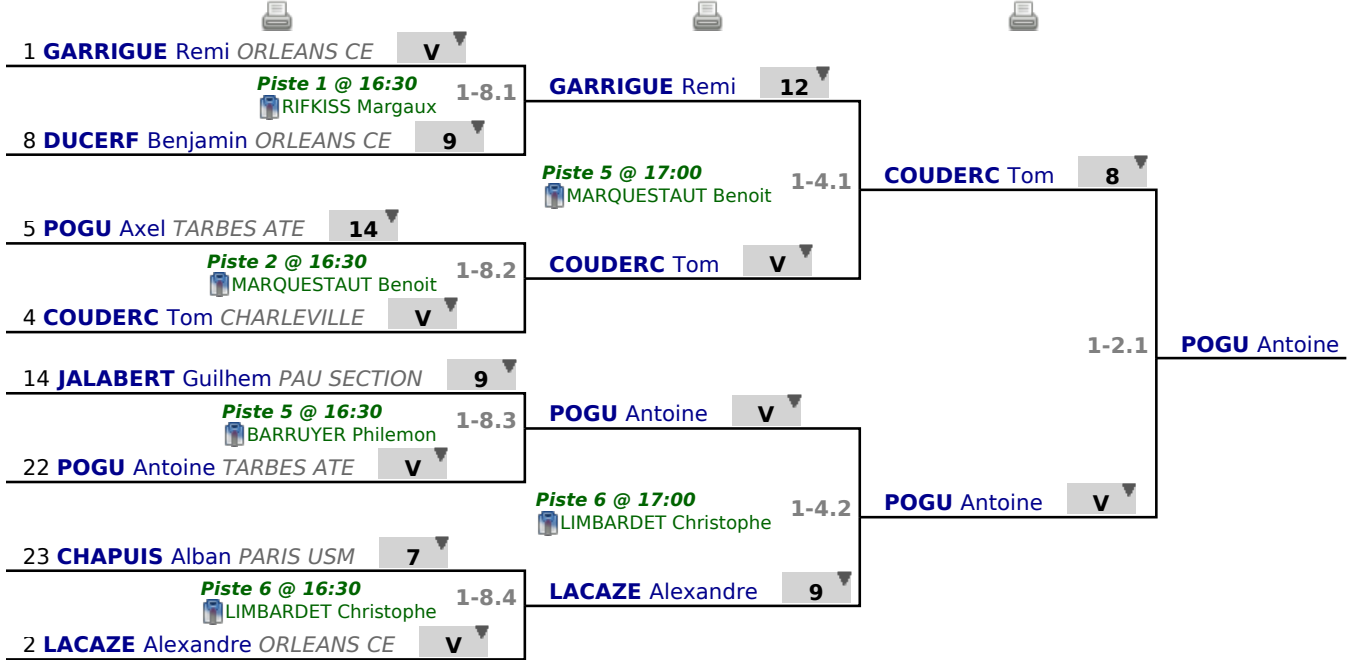 1 GARRIGUE Remi ORLEANS CE V
Piste 1 @ 16:30
RIFKISS Margaux
1-8.1
8 DUCERF Benjamin ORLEANS CE 9
5 POGU Axel TARBES ATE 14
Piste 2 @ 16:30
MARQUESTAUT Benoit
1-8.2
4 COUDERC Tom CHARLEVILLE V
14 JALABERT Guilhem PAU SECTION 9
Piste 5 @ 16:30
BARRUYER Philemon
1-8.3
22 POGU Antoine TARBES ATE V
23 CHAPUIS Alban PARIS USM 7
Piste 6 @ 16:30
LIMBARDET Christophe
1-8.4
2 LACAZE Alexandre ORLEANS CE V
GARRIGUE Remi 12
Piste 5 @ 17:00
MARQUESTAUT Benoit
1-4.1
COUDERC Tom V
POGU Antoine V
Piste 6 @ 17:00
LIMBARDET Christophe
1-4.2
LACAZE Alexandre 9
COUDERC Tom 8
1-2.1
POGU Antoine V
POGU Antoine